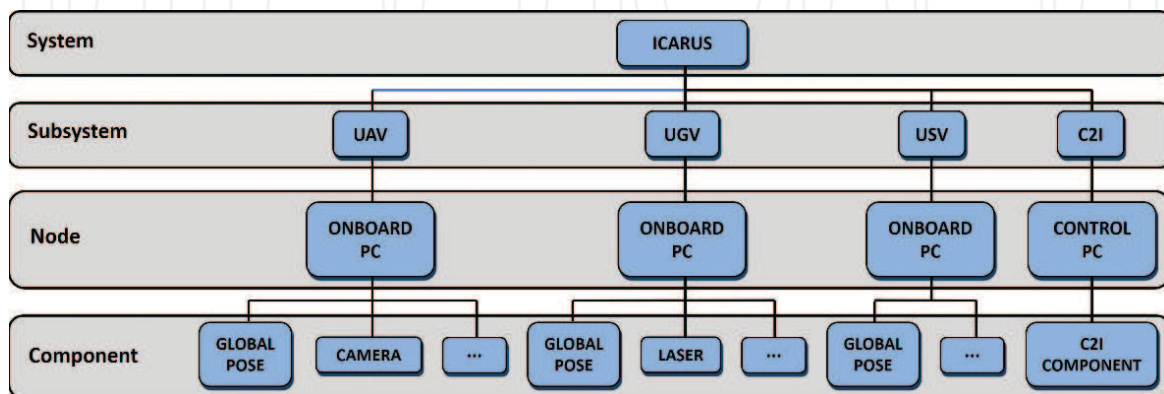 System
ICARUS
Subsystem
UAV
UGV
USV
C2I
Node
ONBOARD
PC
ONBOARD
PC
ONBOARD
PC
CONTROL
PC
Component
GLOBAL
POSE
CAMERA
...
GLOBAL
POSE
LASER
...
GLOBAL
POSE
...
C2I
COMPONENT